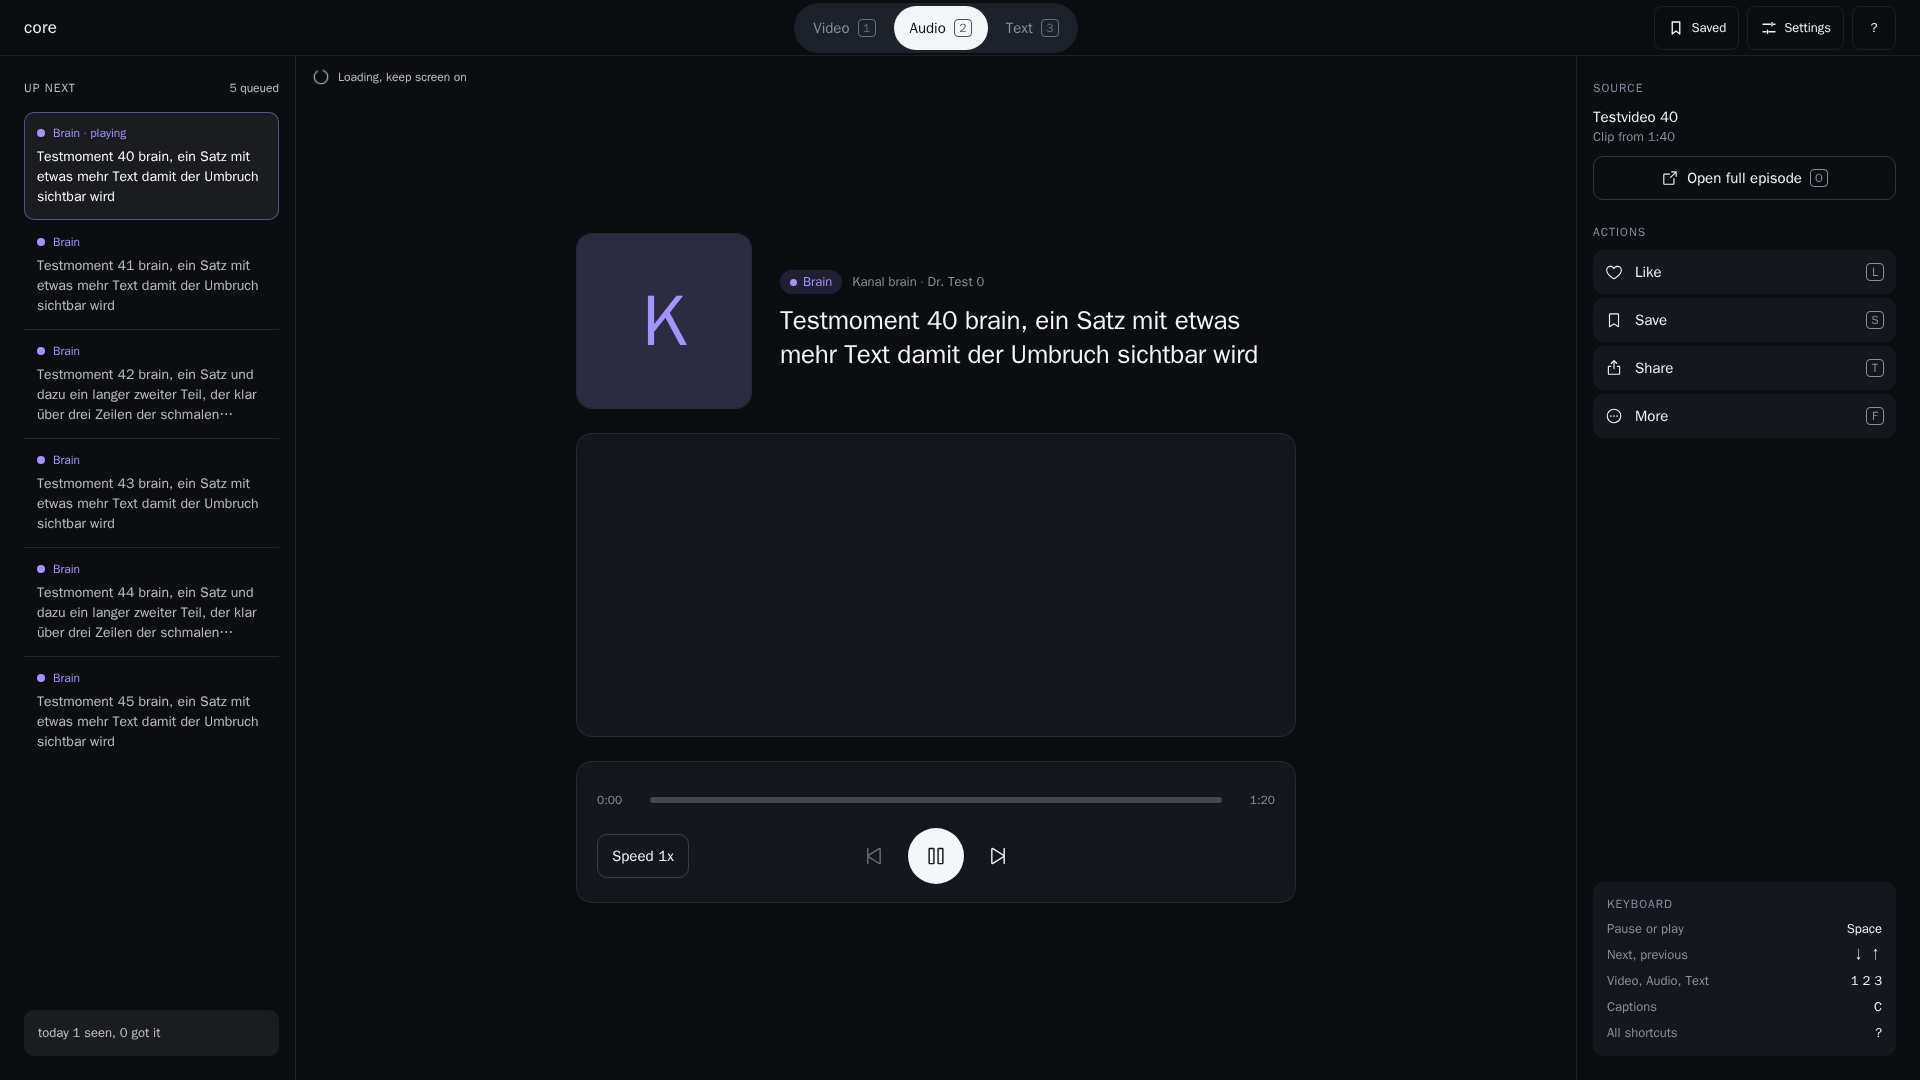 core
Video 1
Audio 2
Text 3
Saved
Settings
?
UP NEXT
5 queued
Brain · playing
Testmoment 40 brain, ein Satz mit
etwas mehr Text damit der Umbruch
sichtbar wird
Brain
Testmoment 41 brain, ein Satz mit
etwas mehr Text damit der Umbruch
sichtbar wird
Brain
Testmoment 42 brain, ein Satz und
dazu ein langer zweiter Teil, der klar
über drei Zeilen der schmalen…
Brain
Testmoment 43 brain, ein Satz mit
etwas mehr Text damit der Umbruch
sichtbar wird
Brain
Testmoment 44 brain, ein Satz und
dazu ein langer zweiter Teil, der klar
über drei Zeilen der schmalen…
Brain
Testmoment 45 brain, ein Satz mit
etwas mehr Text damit der Umbruch
sichtbar wird
today 1 seen, 0 got it
Loading, keep screen on
K
Brain
Kanal brain · Dr. Test 0
Testmoment 40 brain, ein Satz mit etwas
mehr Text damit der Umbruch sichtbar wird
0:00
1:20
Speed 1x
SOURCE
Testvideo 40
Clip from 1:40
Open full episode O
ACTIONS
Like L
Save S
Share T
More F
KEYBOARD
Pause or play Space
Next, previous ↓ ↑
Video, Audio, Text 1 2 3
Captions C
All shortcuts ?